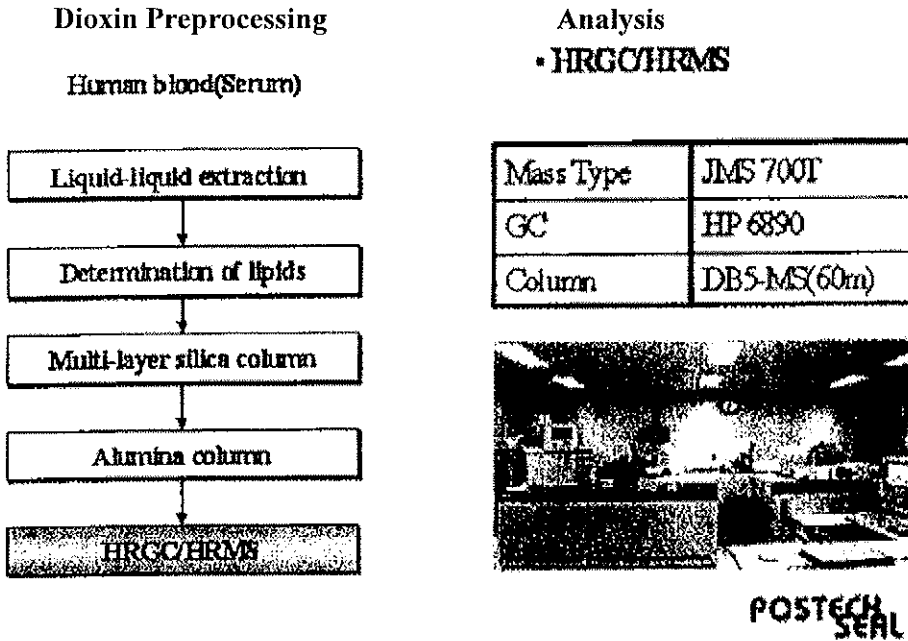 Dioxin Preprocessing
Human blood(Serum)
Liquid-liquid extraction
Determination of lipids
Multi-layer silica column
Alumina column
HRGC/HRMS
Analysis
• HRGC/HRMS
Mass Type JMS 700T
GC HP 6890
Column DB5-MS(60m)
POSTECH
SEAL